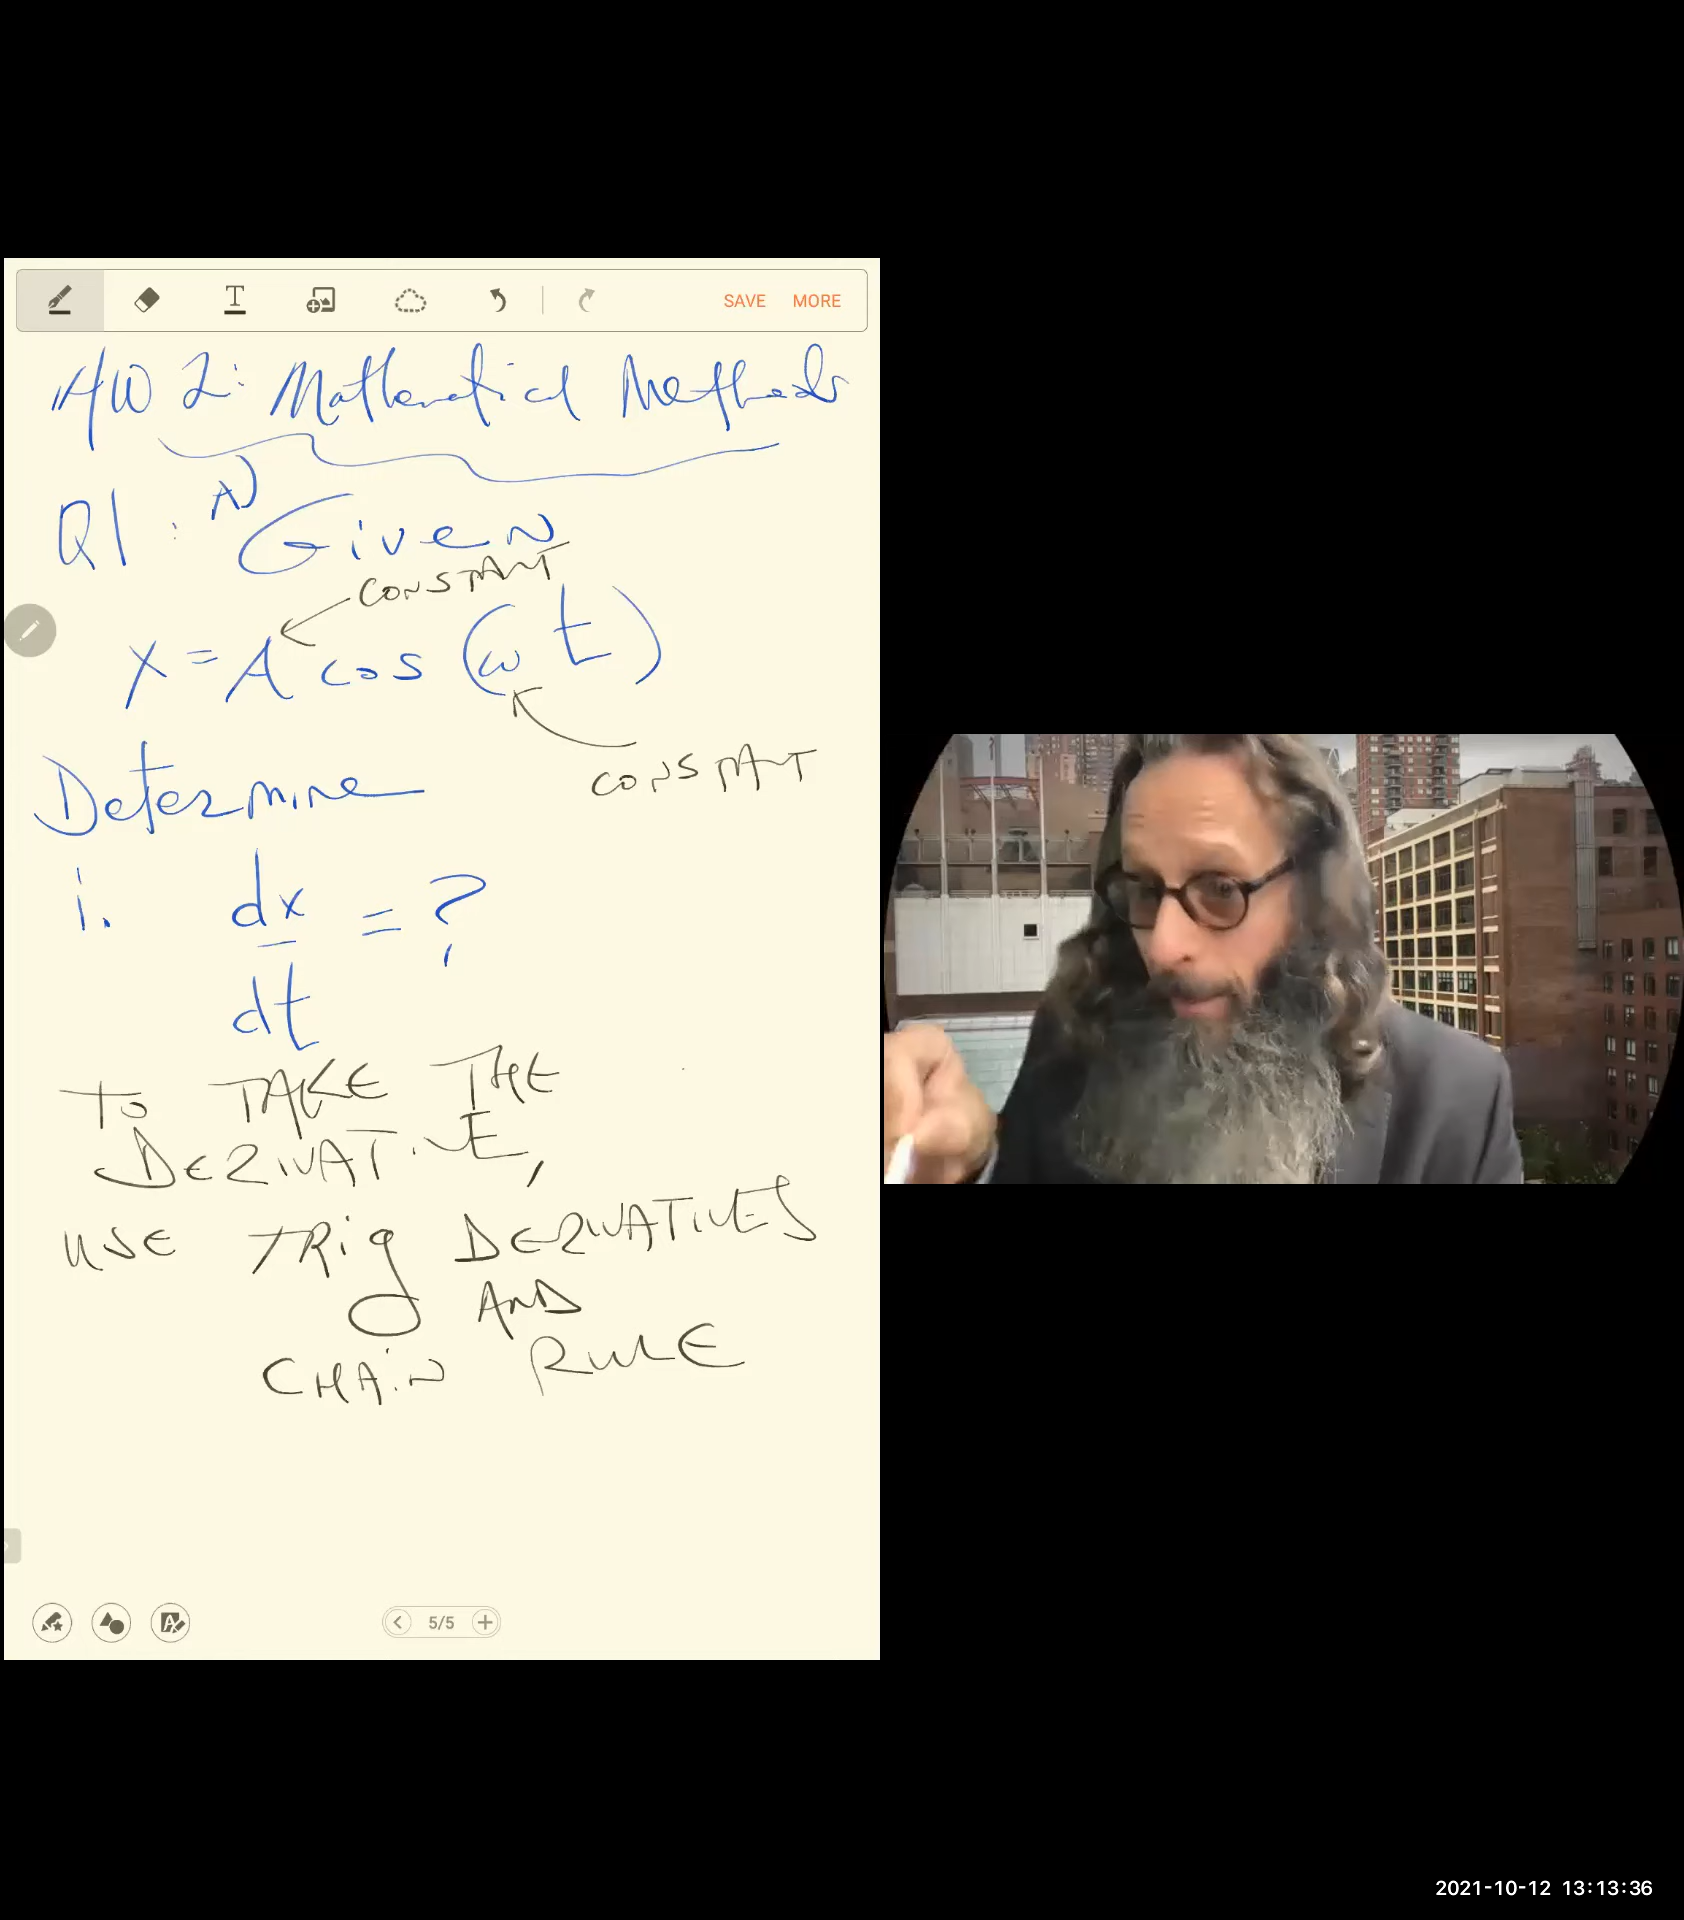 T
SAVE MORE
HW 2: Mathematical Methods
Q1: A) Given
CONSTANT
x = A cos (ω t)
CONSTANT
Determine
i. dx = ?
dt
TO TAKE THE
DERIVATIVE,
USE TRIG DERIVATIVES
AND
CHAIN RULE
A
5/5
2021-10-12 13:13:36